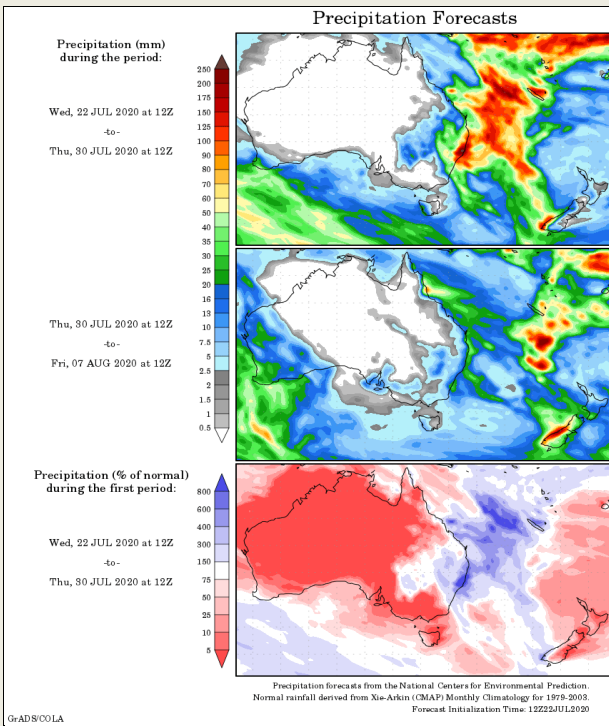 Precipitation Forecasts
Precipitation (mm)
during the period:
Wed, 22 JUL 2020 at 12Z
-to-
Thu, 30 JUL 2020 at 12Z
250
200
175
150
125
100
90
80
70
60
50
40
35
30
25
20
16
13
10
7.5
5
2.5
2
1.5
1
0.5
Thu, 30 JUL 2020 at 12Z
-to-
Fri, 07 AUG 2020 at 12Z
Precipitation (% of normal)
during the first period:
Wed, 22 JUL 2020 at 12Z
-to-
Thu, 30 JUL 2020 at 12Z
800
600
400
300
150
75
50
25
10
5
Precipitation forecasts from the National Centers for Environmental Prediction.
Normal rainfall derived from Xie-Arkin (CMAP) Monthly Climatology for 1979-2003.
Forecast Initialization Time: 12Z22JUL2020
GrADS/COLA